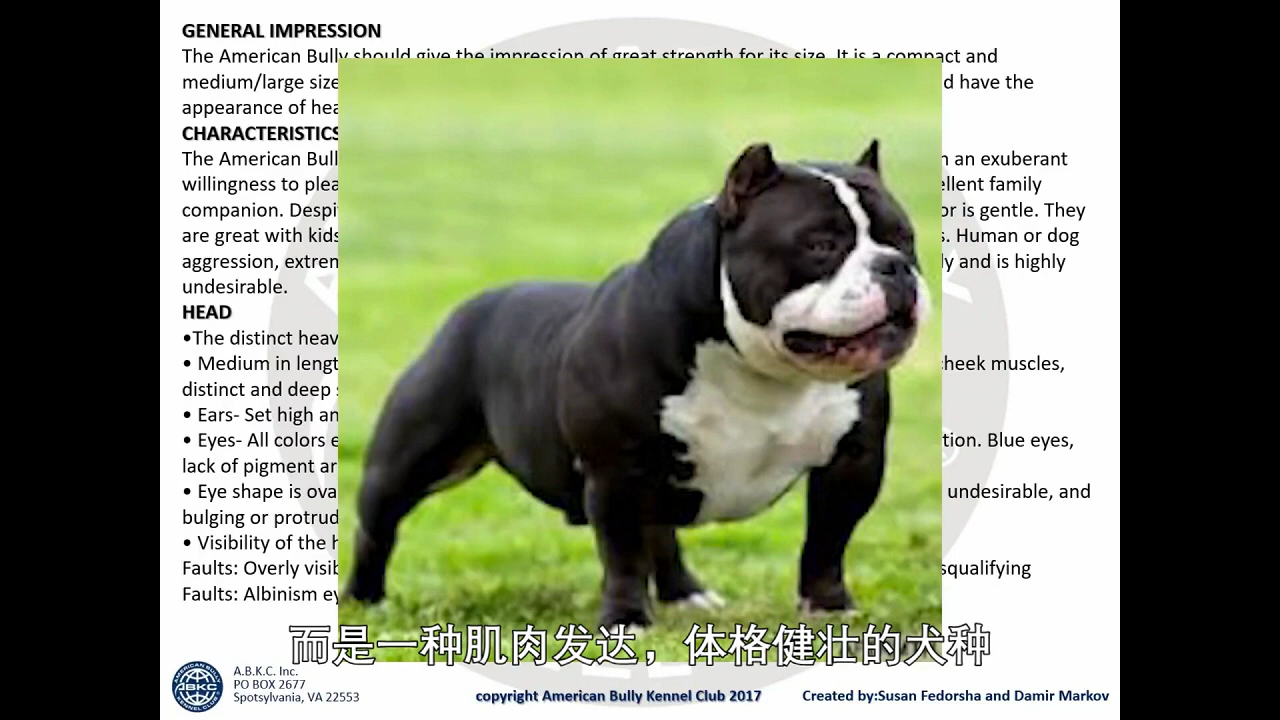 GENERAL IMPRESSION
The American Bully should give the impression of great strength for its size. It is a compact and
medium/large size d have the
appearance of hea
CHARACTERISTICS
The American Bull an exuberant
willingness to plea ellent family
companion. Despi or is gentle. They
are great with kids s. Human or dog
aggression, extrem ly and is highly
undesirable.
HEAD
•The distinct heav
• Medium in lengt cheek muscles,
distinct and deep
• Ears- Set high an
• Eyes- All colors e tion. Blue eyes,
lack of pigment ar
• Eye shape is ova undesirable, and
bulging or protrud
• Visibility of the h
Faults: Overly visib squalifying
Faults: Albinism ey
而是一种肌肉发达，体格健壮的犬种
ABKC
A.B.K.C. Inc.
PO BOX 2677
Spotsylvania, VA 22553
copyright American Bully Kennel Club 2017
Created by:Susan Fedorsha and Damir Markov